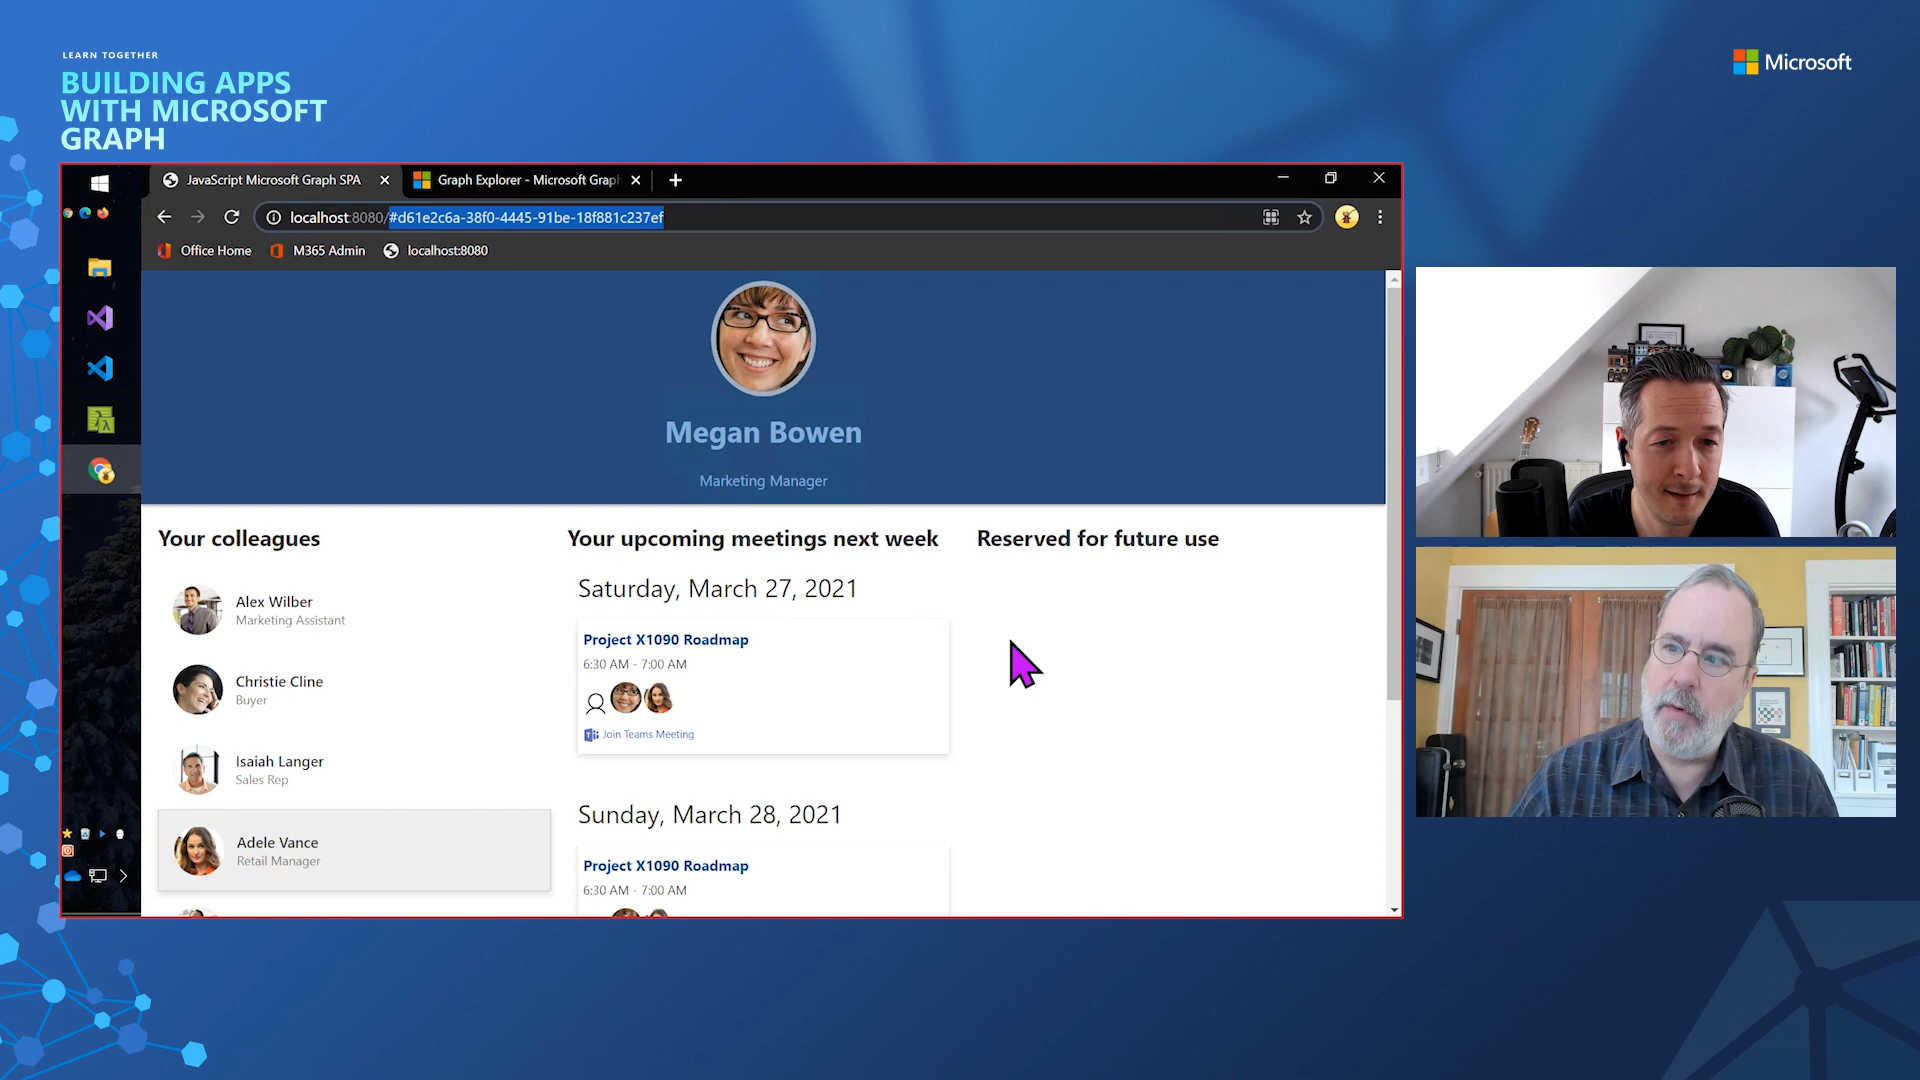 LEARN TOGETHER
BUILDING APPS
WITH MICROSOFT
GRAPH
Microsoft
JavaScript Microsoft Graph SPA
Graph Explorer - Microsoft Graph
localhost:8080/#d61e2c6a-38f0-4445-91be-18f881c237ef
Office Home
M365 Admin
localhost:8080
Megan Bowen
Marketing Manager
Your colleagues
Alex Wilber
Marketing Assistant
Christie Cline
Buyer
Isaiah Langer
Sales Rep
Adele Vance
Retail Manager
Your upcoming meetings next week
Saturday, March 27, 2021
Project X1090 Roadmap
6:30 AM - 7:00 AM
Join Teams Meeting
Sunday, March 28, 2021
Project X1090 Roadmap
6:30 AM - 7:00 AM
Reserved for future use